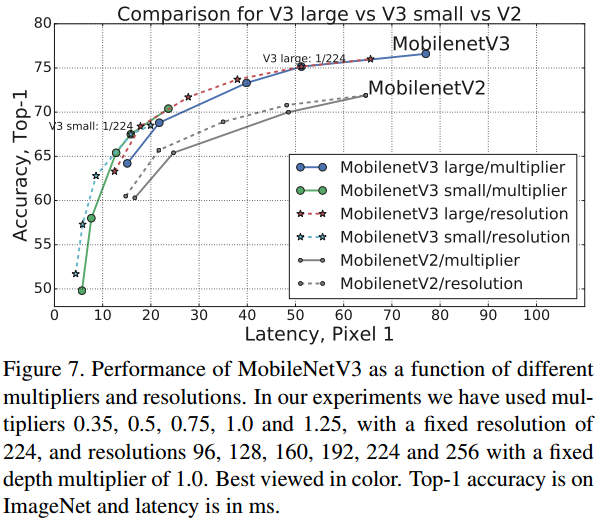 Comparison for V3 large vs V3 small vs V2
Accuracy, Top-1
80
75
70
65
60
55
50
V3 large: 1/224
MobilenetV3
MobilenetV2
V3 small: 1/224
MobilenetV3 large/multiplier
MobilenetV3 small/multiplier
MobilenetV3 large/resolution
MobilenetV3 small/resolution
MobilenetV2/multiplier
MobilenetV2/resolution
0 10 20 30 40 50 60 70 80 90 100
Latency, Pixel 1
Figure 7. Performance of MobileNetV3 as a function of different
multipliers and resolutions. In our experiments we have used mul-
tipliers 0.35, 0.5, 0.75, 1.0 and 1.25, with a fixed resolution of
224, and resolutions 96, 128, 160, 192, 224 and 256 with a fixed
depth multiplier of 1.0. Best viewed in color. Top-1 accuracy is on
ImageNet and latency is in ms.